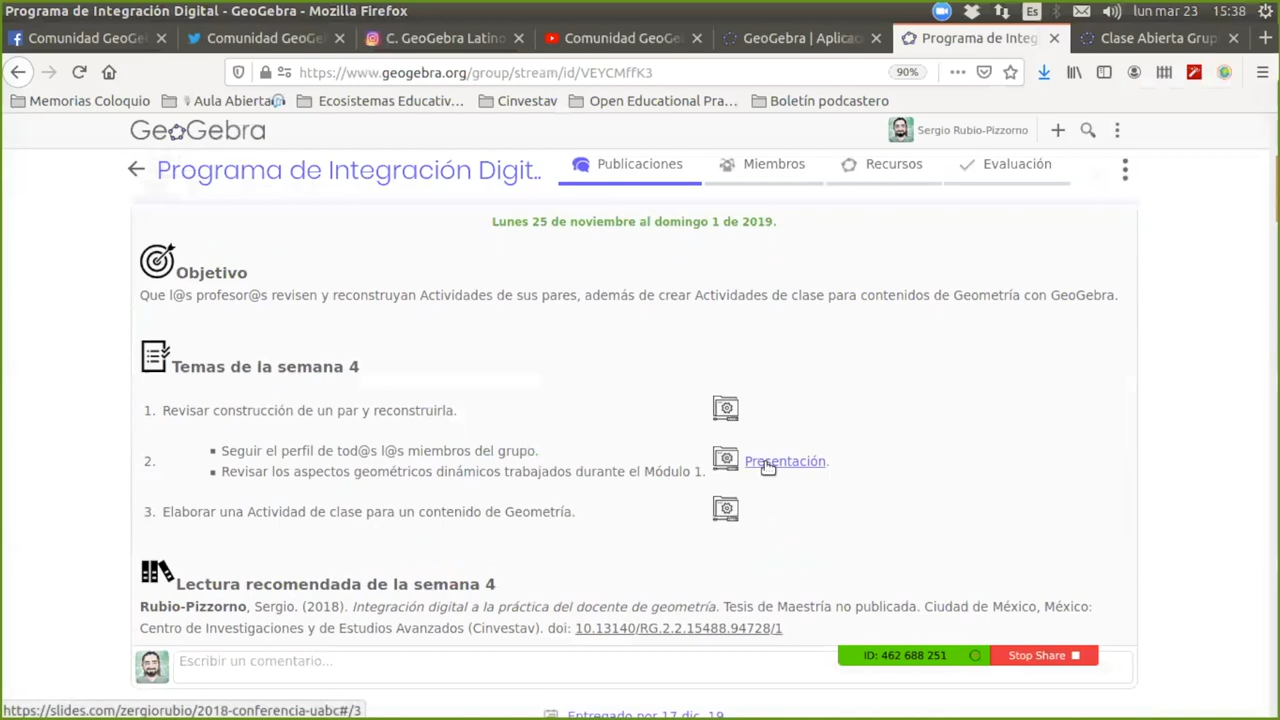 Programa de Integración Digital - GeoGebra - Mozilla Firefox
Es
lun mar 23
15:38
Comunidad GeoGe
Comunidad GeoGe
C. GeoGebra Latino
Comunidad GeoGe
GeoGebra | Aplicac
Programa de Integ
Clase Abierta Grup
https://www.geogebra.org/group/stream/id/VEYCMffK3
90%
Memorias Coloquio
Aula Abierta
Ecosistemas Educativ…
Cinvestav
Open Educational Pra…
Boletín podcastero
GeoGebra
Sergio Rubio-Pizzorno
Programa de Integración Digit..
Publicaciones
Miembros
Recursos
Evaluación
Lunes 25 de noviembre al domingo 1 de 2019.
Objetivo
Que l@s profesor@s revisen y reconstruyan Actividades de sus pares, además de crear Actividades de clase para contenidos de Geometría con GeoGebra.
Temas de la semana 4
1. Revisar construcción de un par y reconstruirla.
▪ Seguir el perfil de tod@s l@s miembros del grupo.
2.
▪ Revisar los aspectos geométricos dinámicos trabajados durante el Módulo 1.
Presentación.
3. Elaborar una Actividad de clase para un contenido de Geometría.
Lectura recomendada de la semana 4
Rubio-Pizzorno, Sergio. (2018). Integración digital a la práctica del docente de geometría. Tesis de Maestría no publicada. Ciudad de México, México:
Centro de Investigaciones y de Estudios Avanzados (Cinvestav). doi: 10.13140/RG.2.2.15488.94728/1
Escribir un comentario...
ID: 462 688 251
Stop Share
https://slides.com/zergiorubio/2018-conferencia-uabc#/3
Entregado por 17 dic. 19